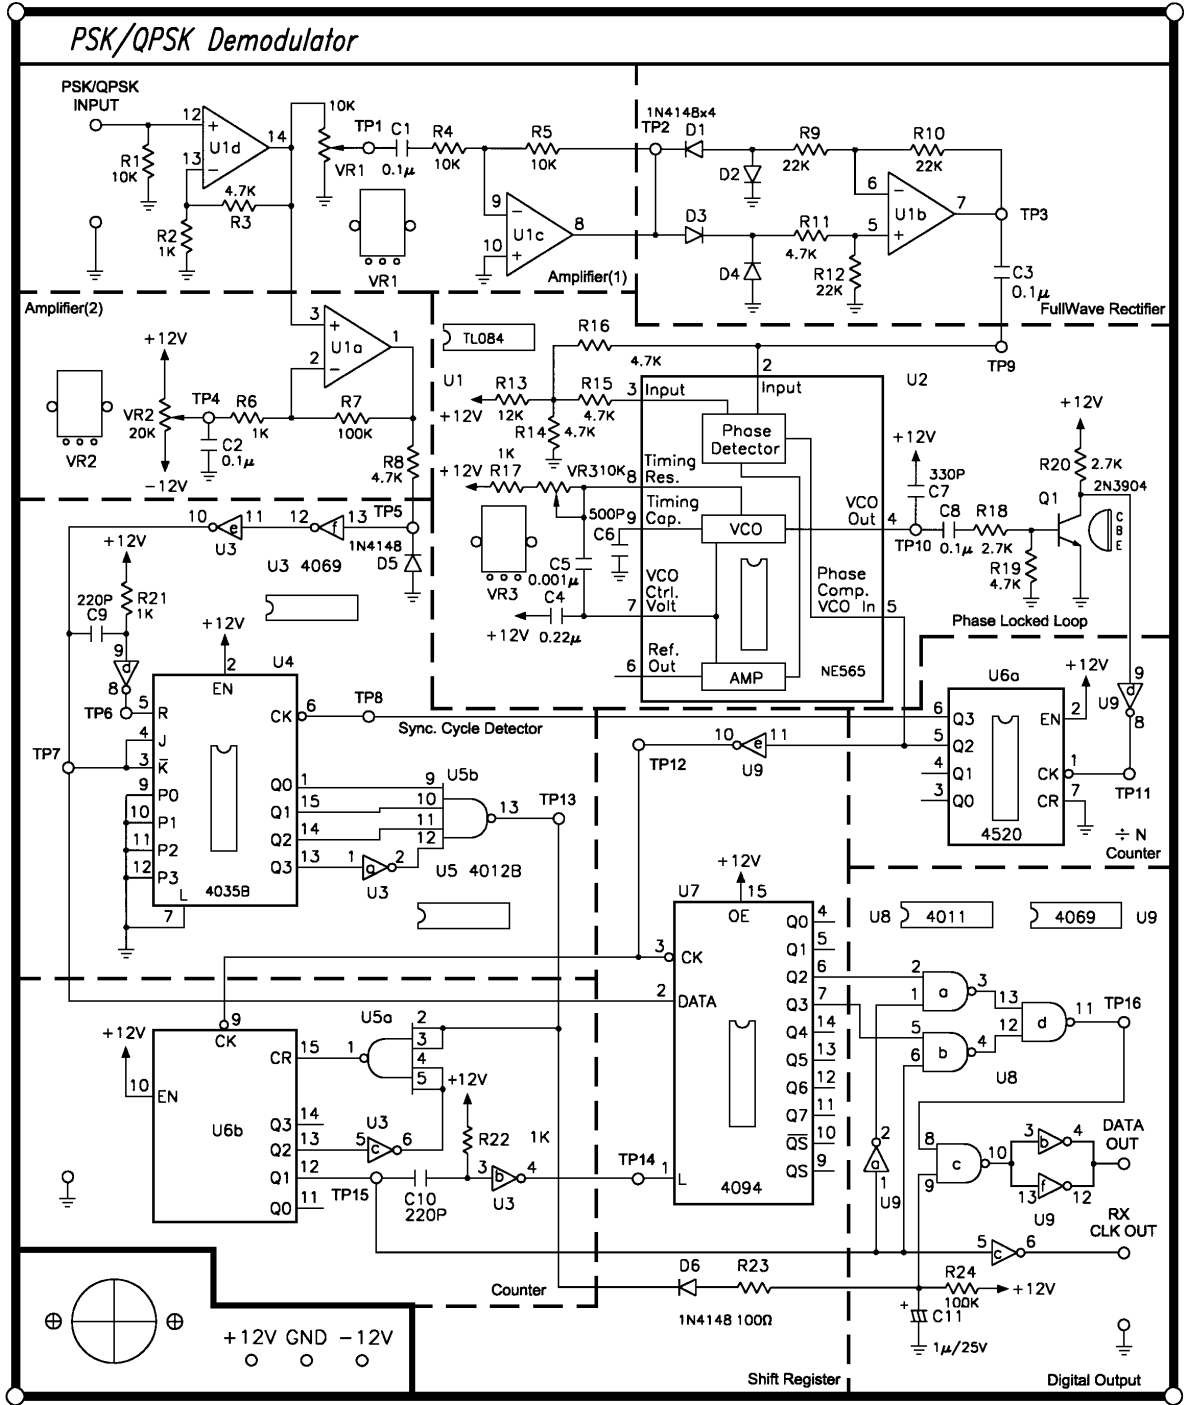 PSK/QPSK Demodulator
PSK/QPSK
INPUT
12
+
U1d
14
13
−
R1
10K
4.7K
R3
R2
1K
10K
VR1
TP1
C1
0.1µ
R4
10K
R5
10K
VR1
9
−
U1c
8
10
+
Amplifier(1)
1N4148x4
TP2
D1
D2
R9
22K
R10
22K
6
−
U1b
7
5
+
TP3
D3
D4
R11
4.7K
R12
22K
C3
0.1µ
FullWave Rectifier
Amplifier(2)
+12V
VR2
20K
−12V
VR2
TP4
R6
1K
C2
0.1µ
3
+
U1a
1
2
−
R7
100K
R8
4.7K
TP5
TL084
U1
R16
4.7K
R13
12K
+12V
R15
4.7K
R14
4.7K
3
Input
2
Input
U2
TP9
Phase
Detector
+12V
1K
R17
VR3
10K
8
Timing
Res.
Timing
9
Cap.
500P
C6
VCO
VCO
Out
4
VR3
C5
0.001µ
C4
+12V
0.22µ
VCO
Ctrl.
7
Volt
Phase
Comp.
VCO In
5
Ref.
6
Out
AMP
NE565
+12V
330P
C7
TP10
C8
0.1µ
R18
2.7K
R19
4.7K
+12V
R20
2.7K
Q1
2N3904
C
B
E
Phase Locked Loop
10
e
11
U3
12
f
13
1N4148
D5
U3 4069
+12V
R21
1K
220P
C9
9
d
8
TP6
5
R
+12V
2
EN
U4
CK
6
TP8
Sync. Cycle Detector
TP7
4
J
3
K
9
P0
10
P1
11
P2
12
P3
L
7
4035B
Q0
1
Q1
15
Q2
14
Q3
13
1
a
2
U3
9
10
11
12
U5b
13
TP13
U5 4012B
TP12
10
e
11
U9
U6a
6
Q3
5
Q2
4
Q1
3
Q0
4520
EN
2
+12V
CK
1
CR
7
9
d
U9
8
TP11
÷ N
Counter
+12V
U7
15
OE
3
CK
2
DATA
Q0
4
Q1
5
Q2
6
Q3
7
Q4
14
Q5
13
Q6
12
Q7
11
QS
10
QS
9
1
L
4094
U8
4011
4069
U9
2
1
a
3
5
6
b
4
13
12
d
11
TP16
U8
2
a
1
U9
8
9
c
10
3
b
4
13
f
12
U9
DATA
OUT
RX
CLK OUT
5
c
6
+12V
9
CK
10
EN
U6b
CR
15
Q3
14
Q2
13
Q1
12
Q0
11
U5a
1
2
3
4
5
U3
5
c
6
+12V
R22
1K
TP15
C10
220P
3
b
4
U3
TP14
Counter
D6
1N4148
R23
100Ω
R24
100K
+12V
+
C11
1µ/25V
+12V GND −12V
Shift Register
Digital Output